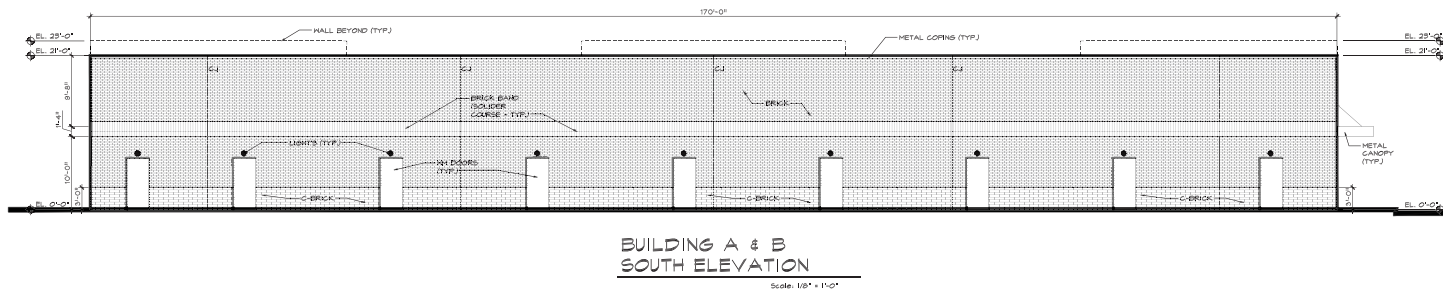 170'-0"
WALL BEYOND (TYP.)
METAL COPING (TYP.)
EL. 23'-0"
EL. 23'-0"
EL. 21'-0"
EL. 21'-0"
CJ
CJ
CJ
CJ
9'-8"
BRICK BAND
(SOLIDER
COURSE - TYP.)
BRICK
1'-4"
LIGHTS (TYP.)
METAL
CANOPY
(TYP.)
10'-0"
DOORS
(TYP.)
3'-0"
C-BRICK
C-BRICK
C-BRICK
3'-0"
EL. 0'-0"
EL. 0'-0"
BUILDING A & B
SOUTH ELEVATION
Scale: 1/8" = 1'-0"